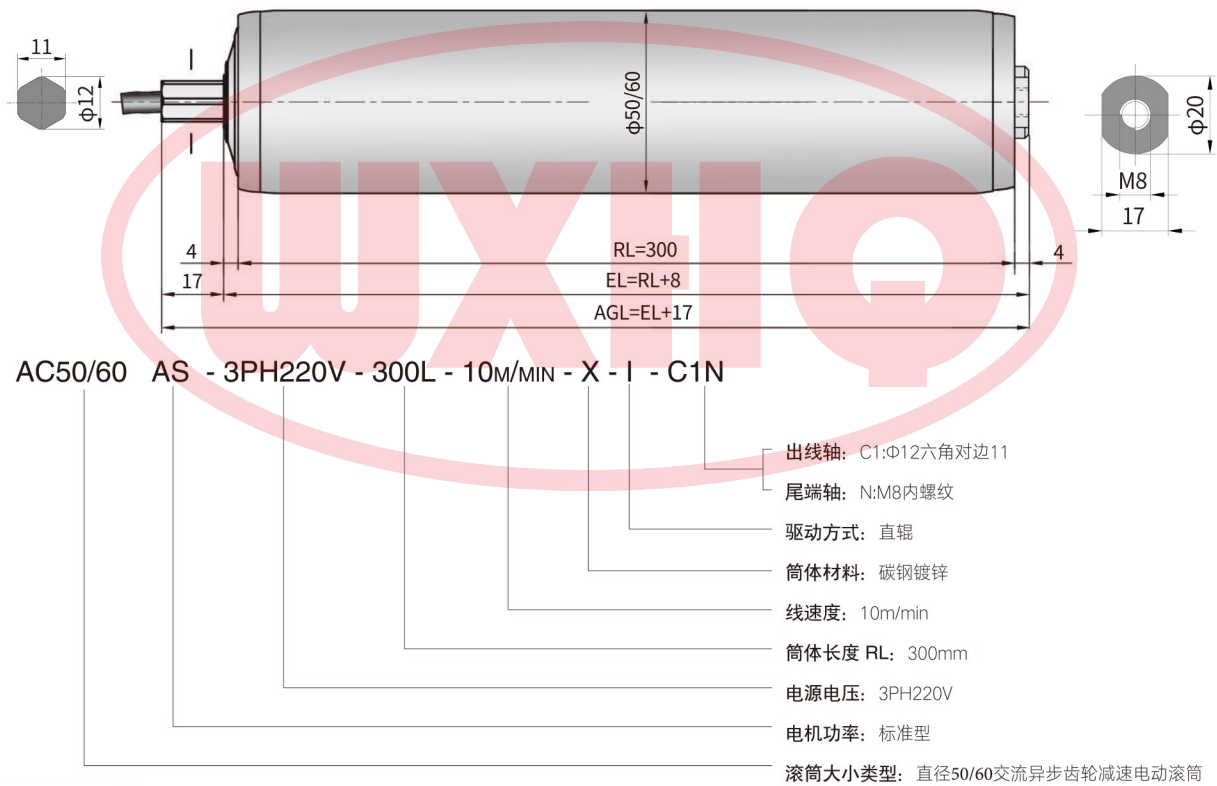 11
ф12
ф50/60
ф20
M8
17
4
RL=300
4
17
EL=RL+8
AGL=EL+17
WXHQ
AC50/60 AS - 3PH220V - 300L - 10M/MIN - X - I - C1N
出线轴：C1:Φ12六角对边11
尾端轴：N:M8内螺纹
驱动方式：直辊
筒体材料：碳钢镀锌
线速度：10m/min
筒体长度 RL：300mm
电源电压：3PH220V
电机功率：标准型
滚筒大小类型：直径50/60交流异步齿轮减速电动滚筒